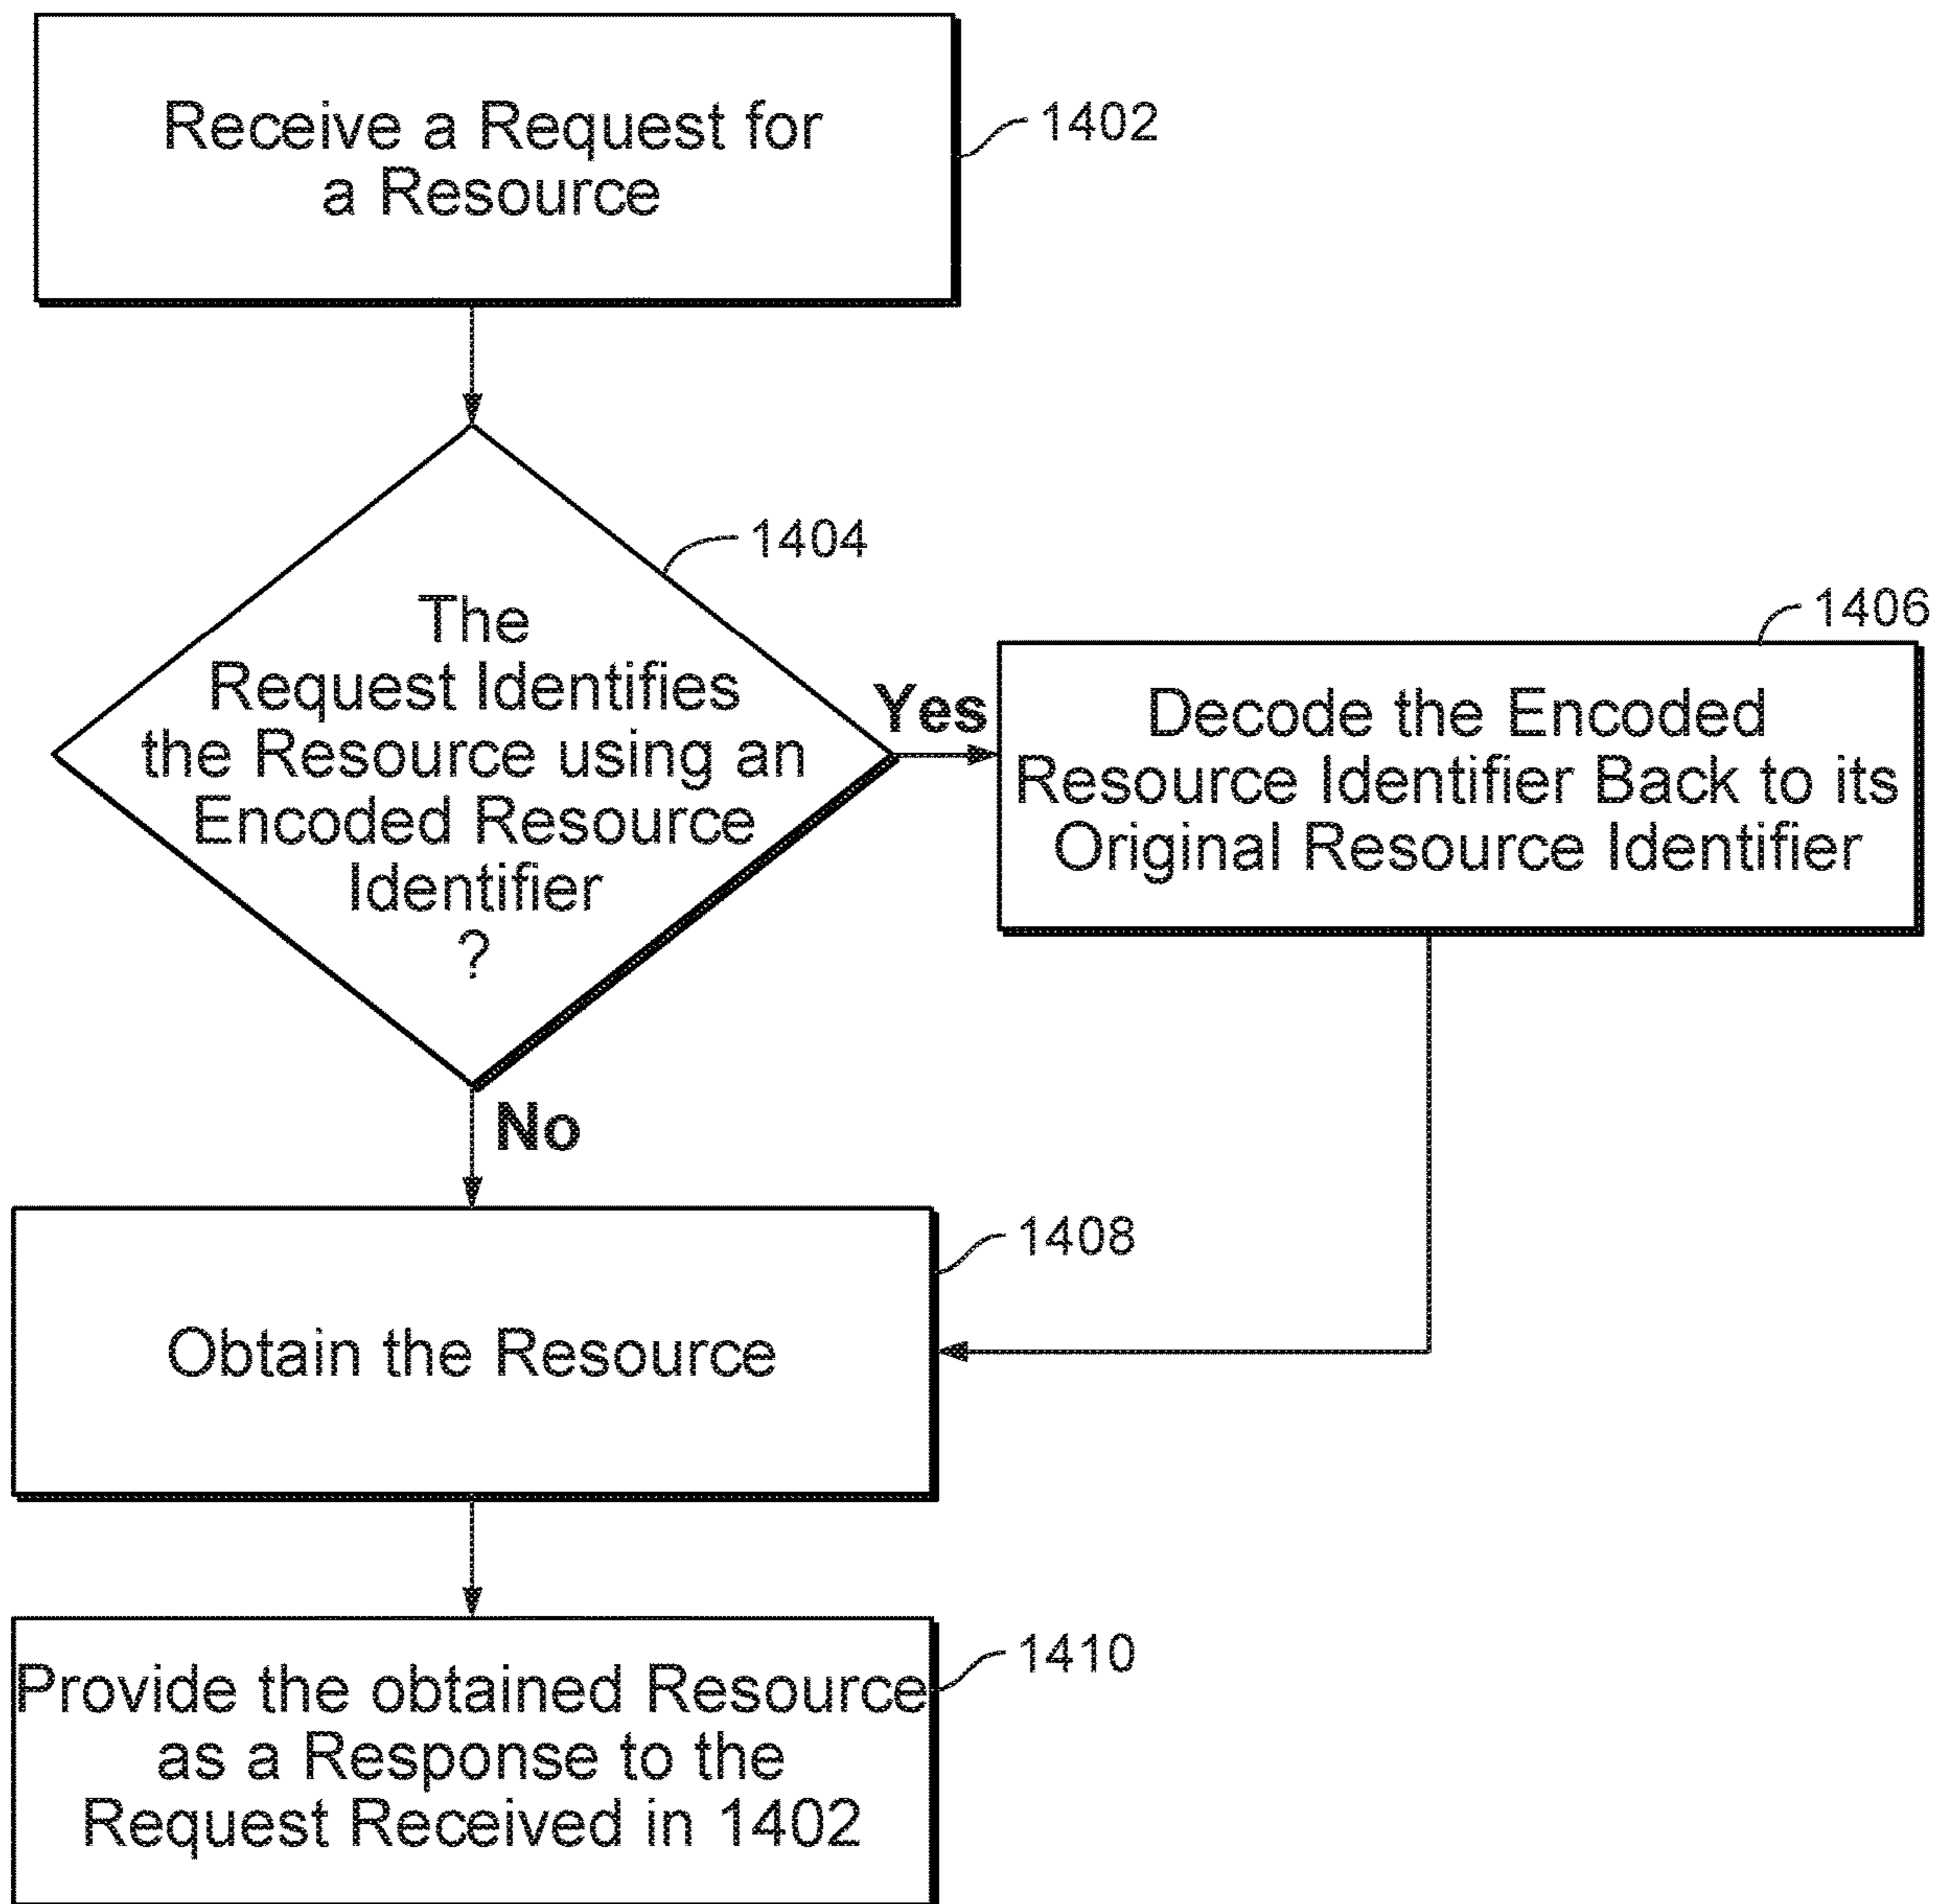 Receive a Request for
a Resource
1402
1404
The
Request Identifies
the Resource using an
Encoded Resource
Identifier
?
Yes
1406
Decode the Encoded
Resource Identifier Back to its
Original Resource Identifier
No
1408
Obtain the Resource
1410
Provide the obtained Resource
as a Response to the
Request Received in 1402